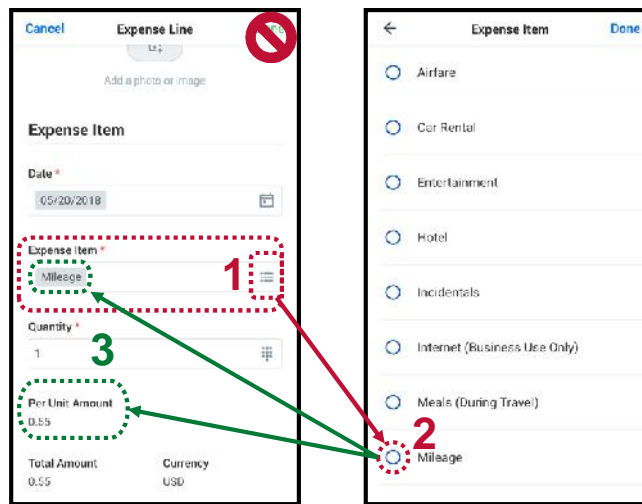 Cancel Expense Line
Add a photo or image
Expense Item
Date *
05/20/2018
Expense Item *
Mileage
1
Quantity *
1
3
Per Unit Amount
0.55
Total Amount Currency
0.55 USD
Expense Item Done
Airfare
Car Rental
Entertainment
Hotel
Incidentals
Internet (Business Use Only)
Meals (During Travel)
2
Mileage